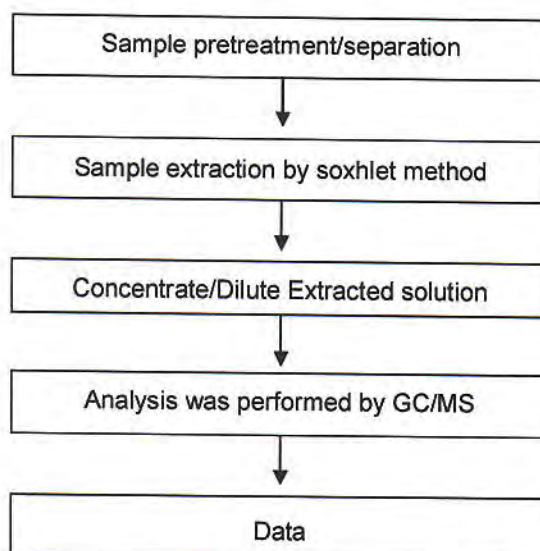 Sample pretreatment/separation
Sample extraction by soxhlet method
Concentrate/Dilute Extracted solution
Analysis was performed by GC/MS
Data